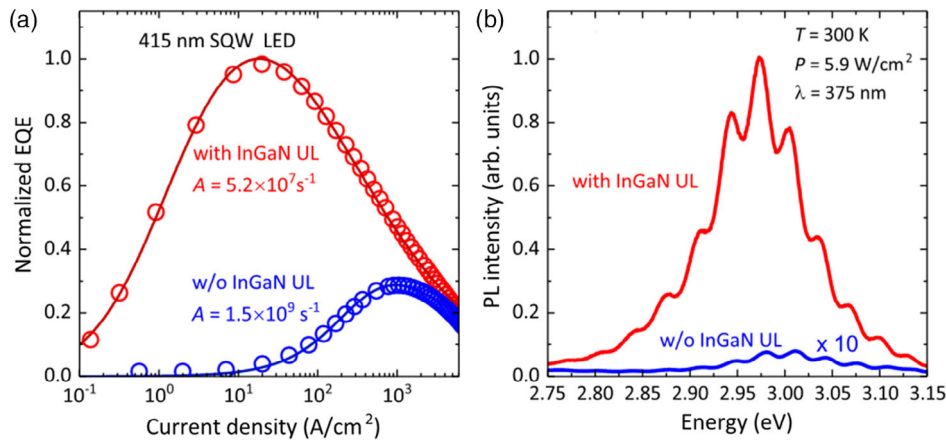 (a)
415 nm SQW LED
with InGaN UL
A = 5.2×10⁷s⁻¹
w/o InGaN UL
A = 1.5×10⁹ s⁻¹
Normalized EQE
1.0
0.8
0.6
0.4
0.2
0.0
10⁻¹ 10⁰ 10¹ 10² 10³
Current density (A/cm²)
(b)
T = 300 K
P = 5.9 W/cm²
λ = 375 nm
with InGaN UL
w/o InGaN UL
x 10
PL intensity (arb. units)
1.0
0.8
0.6
0.4
0.2
0.0
2.75 2.80 2.85 2.90 2.95 3.00 3.05 3.10 3.15
Energy (eV)